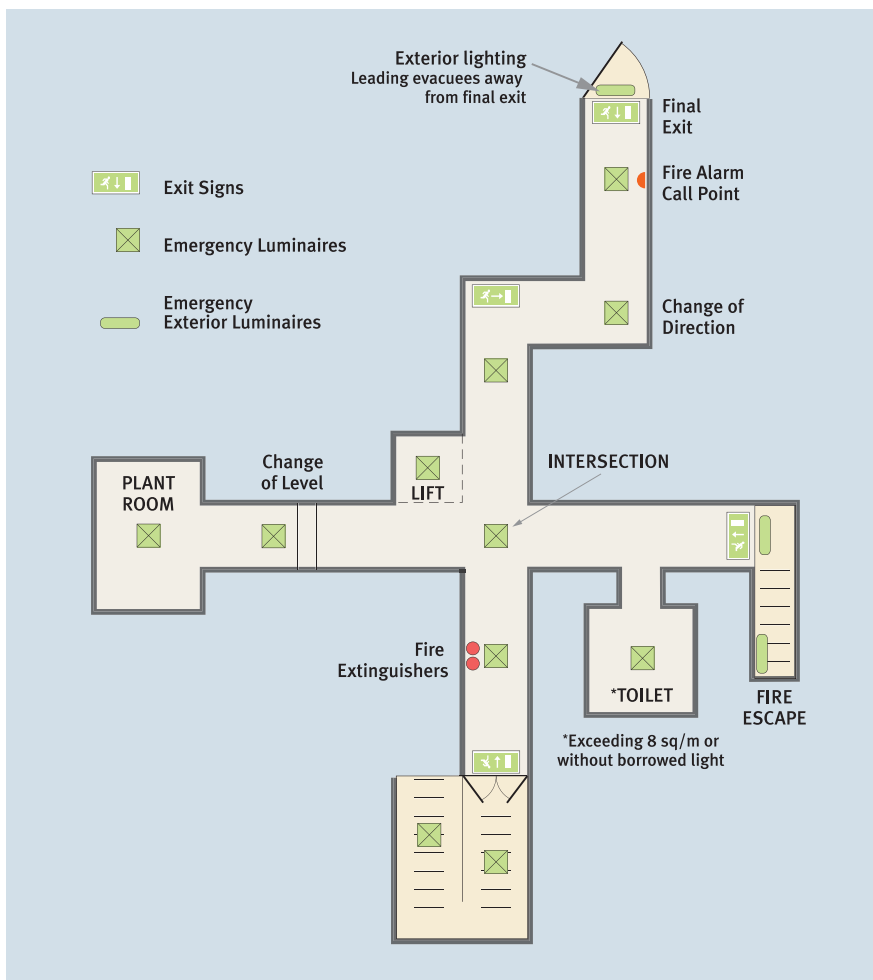 Exterior lighting
Leading evacuees away
from final exit
Final
Exit
Fire Alarm
Call Point
Exit Signs
Emergency Luminaires
Emergency
Exterior Luminaires
Change of
Direction
INTERSECTION
Change
of Level
PLANT
ROOM
LIFT
Fire
Extinguishers
*TOILET
FIRE
ESCAPE
*Exceeding 8 sq/m or
without borrowed light